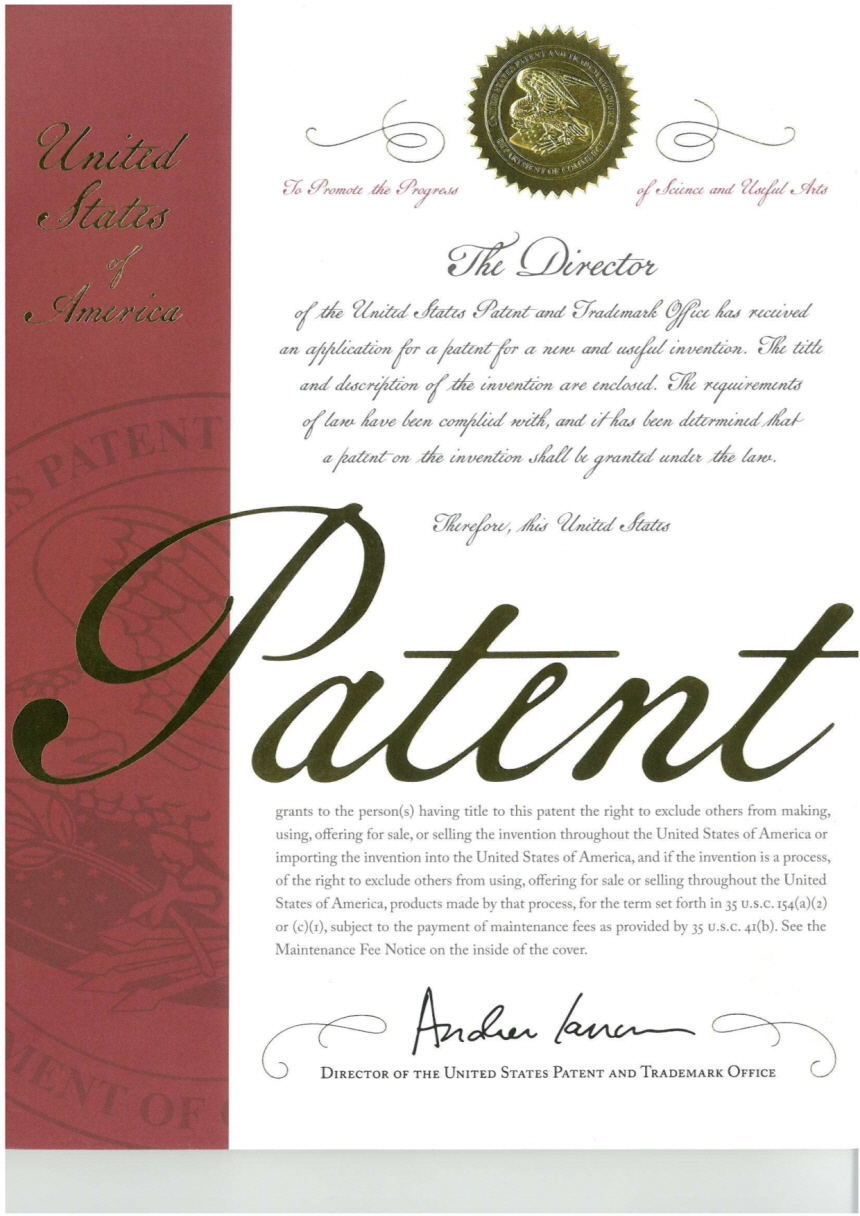 UNITED STATES PATENT AND TRADEMARK OFFICE
DEPARTMENT OF COMMERCE
United
States
of
America
To Promote the Progress
of Science and Useful Arts
The Director
of the United States Patent and Trademark Office has received
an application for a patent for a new and useful invention. The title
and description of the invention are enclosed. The requirements
of law have been complied with, and it has been determined that
a patent on the invention shall be granted under the law.
Therefore, this United States
Patent
S PATENT
grants to the person(s) having title to this patent the right to exclude others from making,
using, offering for sale, or selling the invention throughout the United States of America or
importing the invention into the United States of America, and if the invention is a process,
of the right to exclude others from using, offering for sale or selling throughout the United
States of America, products made by that process, for the term set forth in 35 U.S.C. 154(a)(2)
or (c)(1), subject to the payment of maintenance fees as provided by 35 U.S.C. 41(b). See the
Maintenance Fee Notice on the inside of the cover.
MENT OF
Director of the United States Patent and Trademark Office